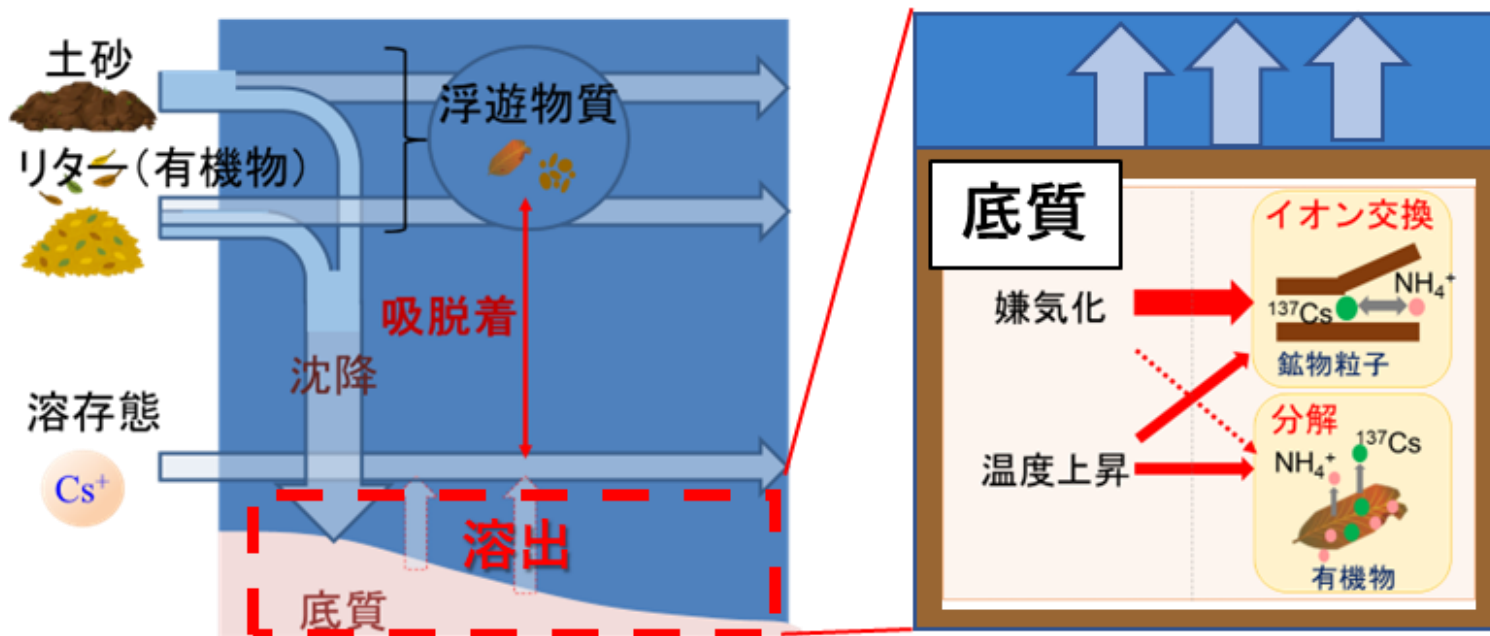 土砂
浮遊物質
リター(有機物)
吸脱着
沈降
溶存態
Cs⁺
溶出
底質
底質
イオン交換
嫌気化
¹³⁷Cs
NH₄⁺
鉱物粒子
分解
温度上昇
NH₄⁺
¹³⁷Cs
有機物